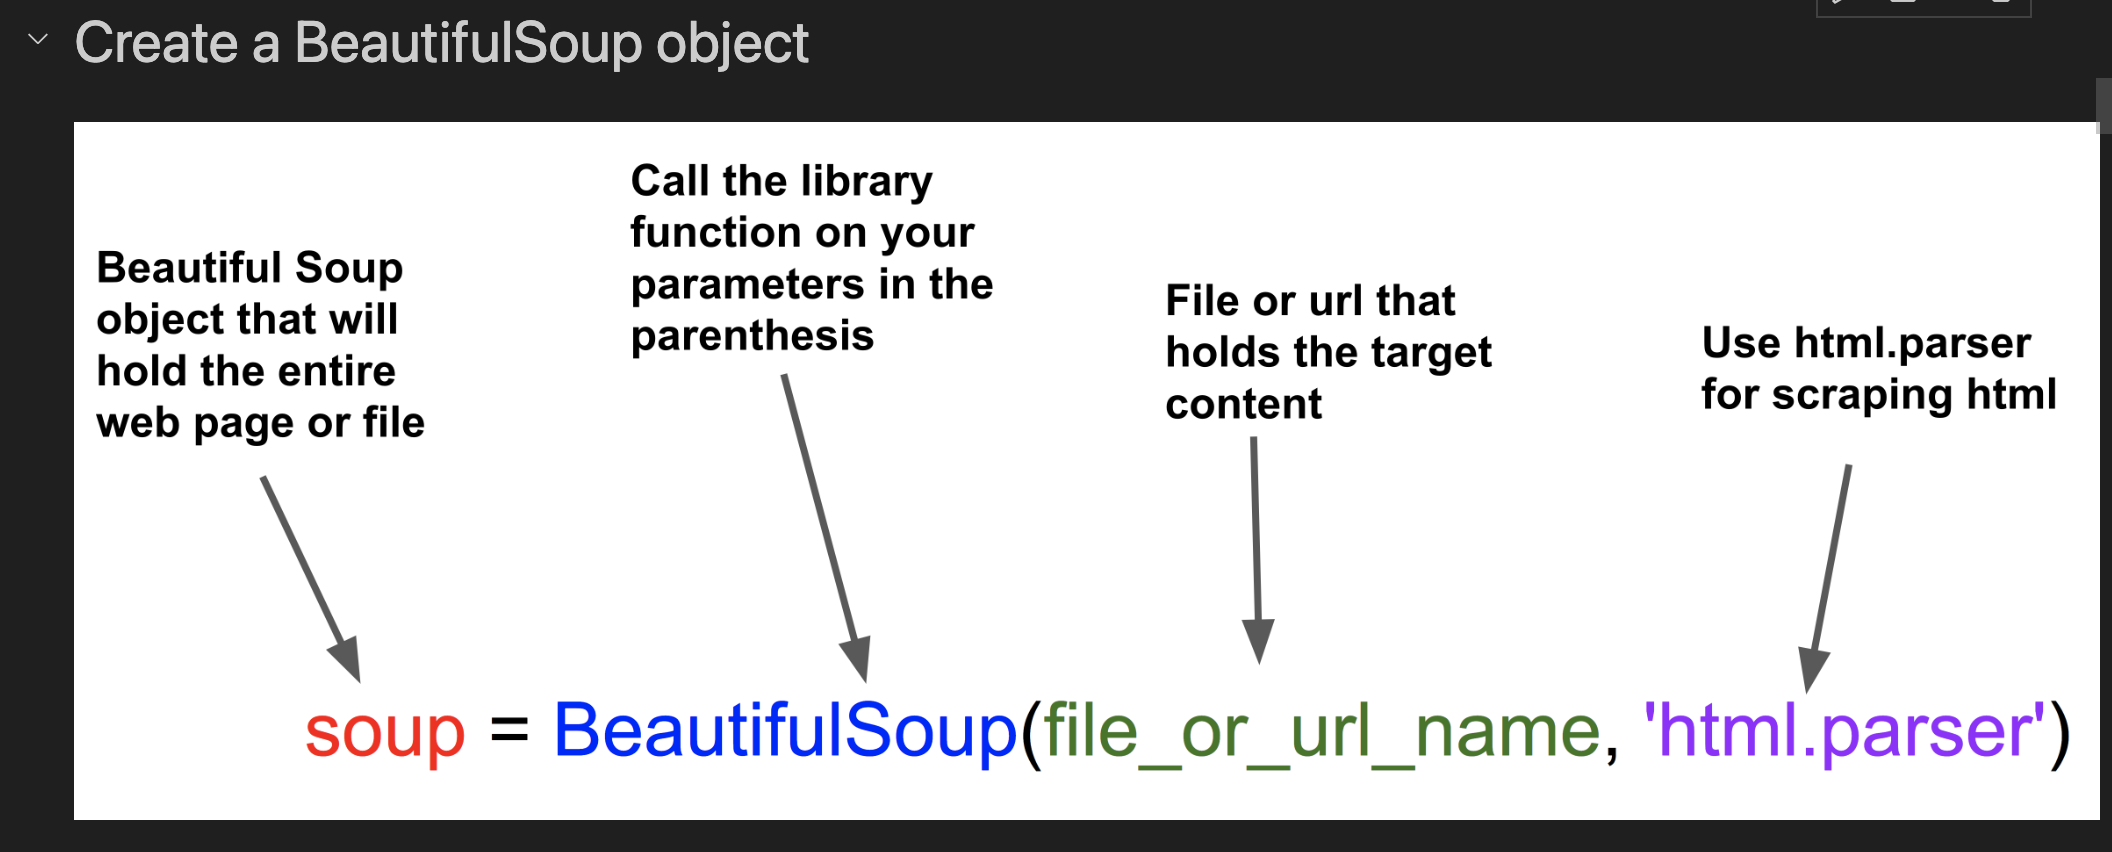 Create a BeautifulSoup object
Beautiful Soup
object that will
hold the entire
web page or file
Call the library
function on your
parameters in the
parenthesis
File or url that
holds the target
content
Use html.parser
for scraping html
soup = BeautifulSoup(file_or_url_name, 'html.parser')